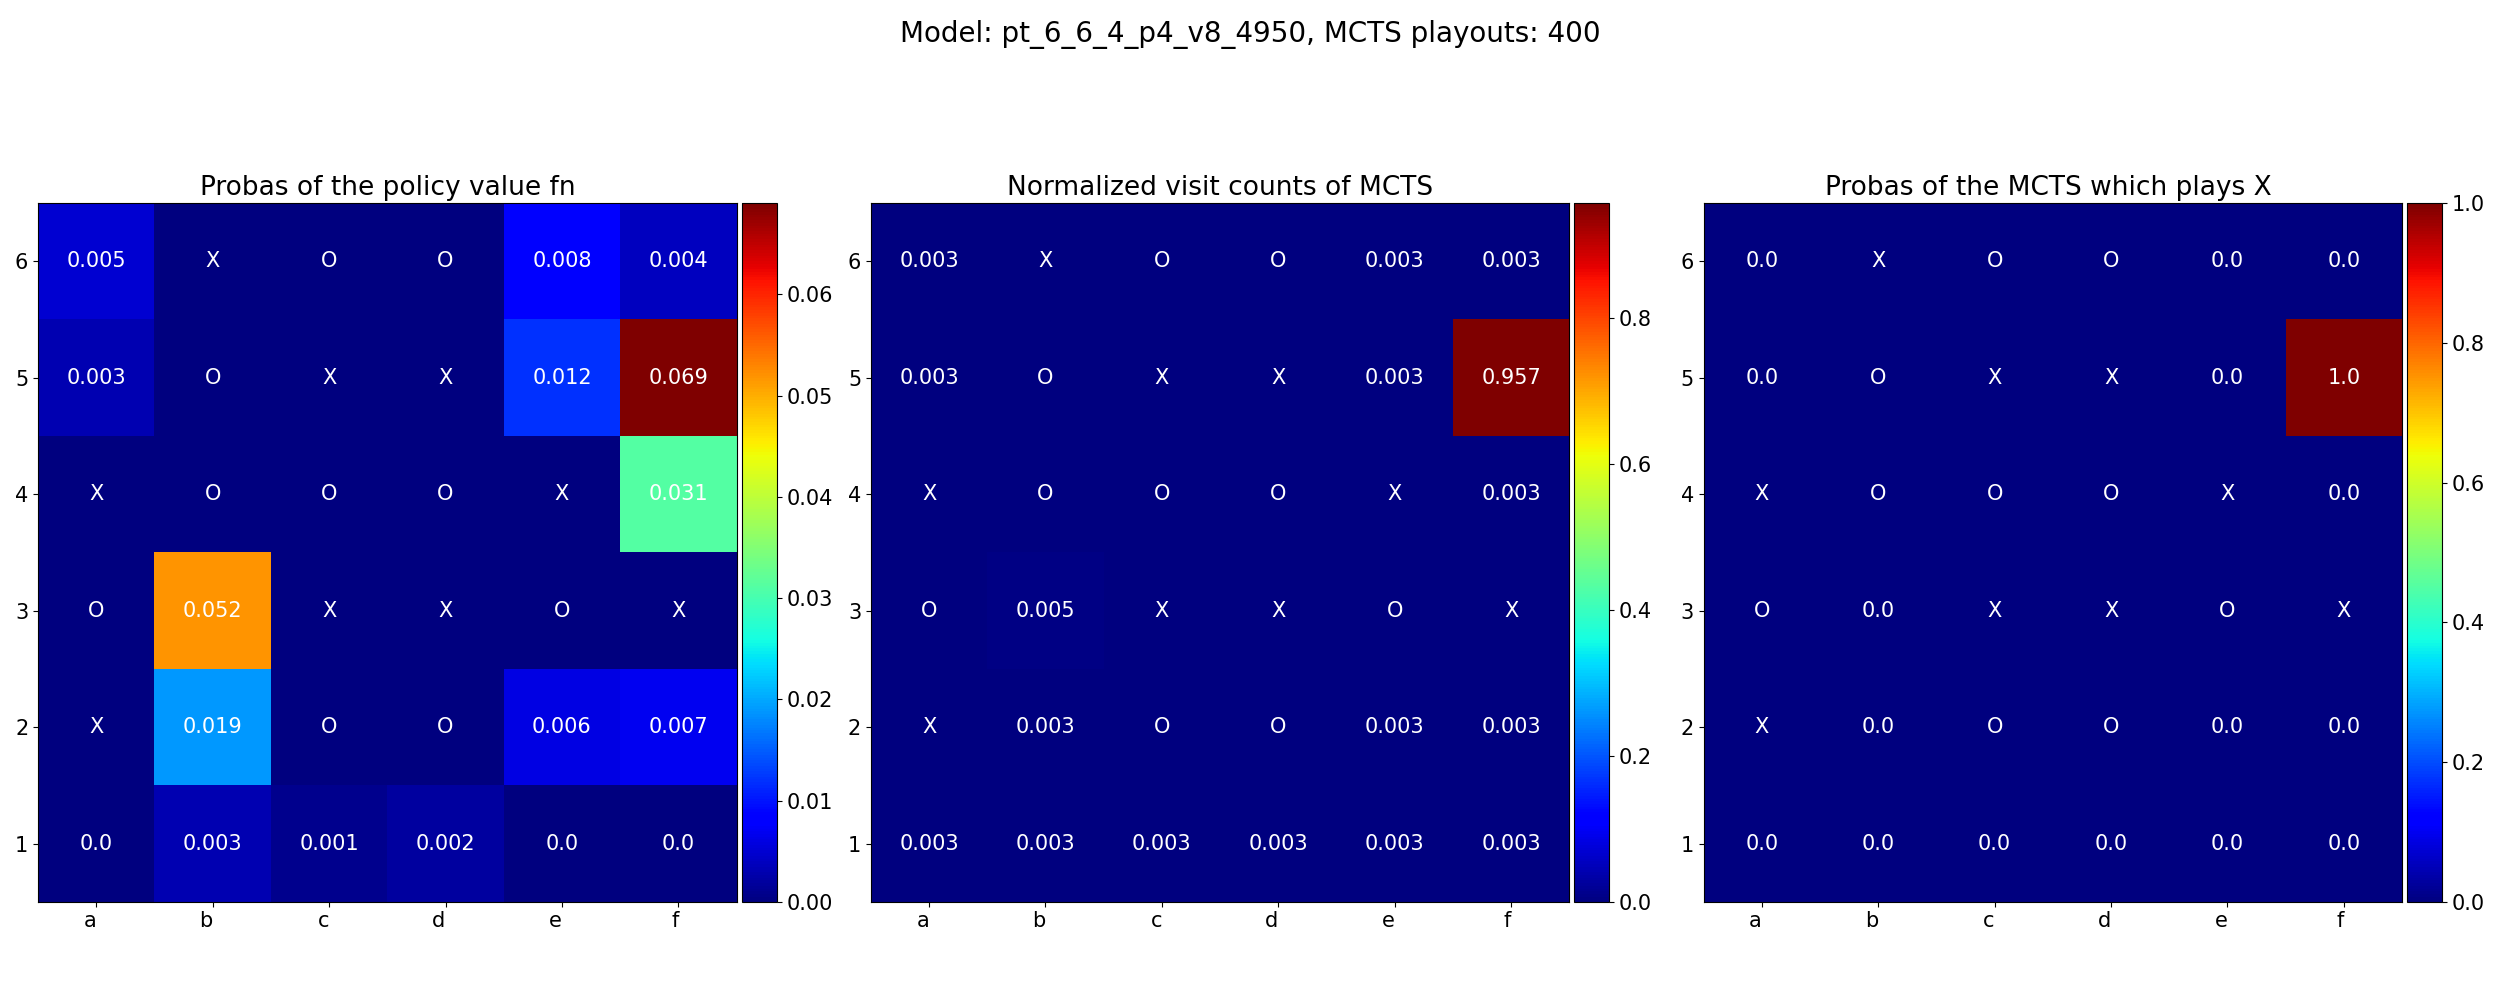 Model: pt_6_6_4_p4_v8_4950, MCTS playouts: 400
Probas of the policy value fn
6 0.005 X O O 0.008 0.004
5 0.003 O X X 0.012 0.069
4 X O O O X 0.031
3 O 0.052 X X O X
2 X 0.019 O O 0.006 0.007
1 0.0 0.003 0.001 0.002 0.0 0.0
a b c d e f
0.06
0.05
0.04
0.03
0.02
0.01
0.00
Normalized visit counts of MCTS
6 0.003 X O O 0.003 0.003
5 0.003 O X X 0.003 0.957
4 X O O O X 0.003
3 O 0.005 X X O X
2 X 0.003 O O 0.003 0.003
1 0.003 0.003 0.003 0.003 0.003 0.003
a b c d e f
0.8
0.6
0.4
0.2
0.0
Probas of the MCTS which plays X
6 0.0 X O O 0.0 0.0
5 0.0 O X X 0.0 1.0
4 X O O O X 0.0
3 O 0.0 X X O X
2 X 0.0 O O 0.0 0.0
1 0.0 0.0 0.0 0.0 0.0 0.0
a b c d e f
1.0
0.8
0.6
0.4
0.2
0.0